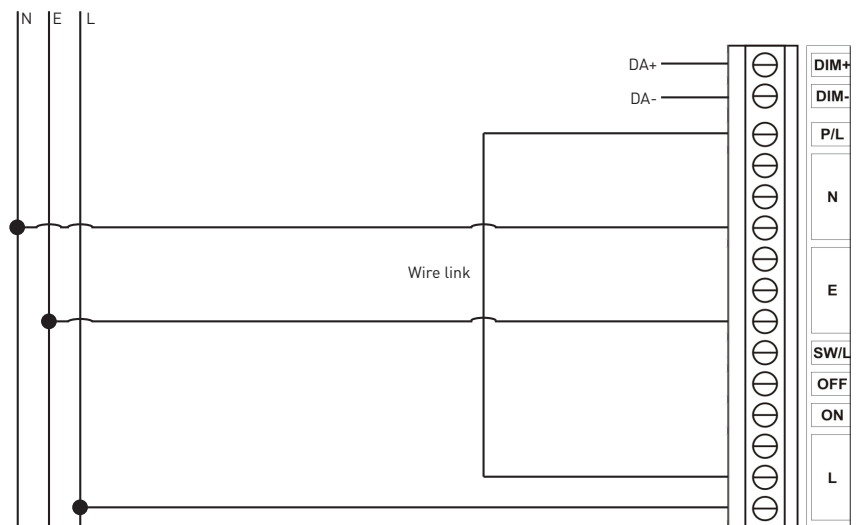 N E L
DA+
DIM+
DA-
DIM-
P/L
N
Wire link
E
SW/L
OFF
ON
L